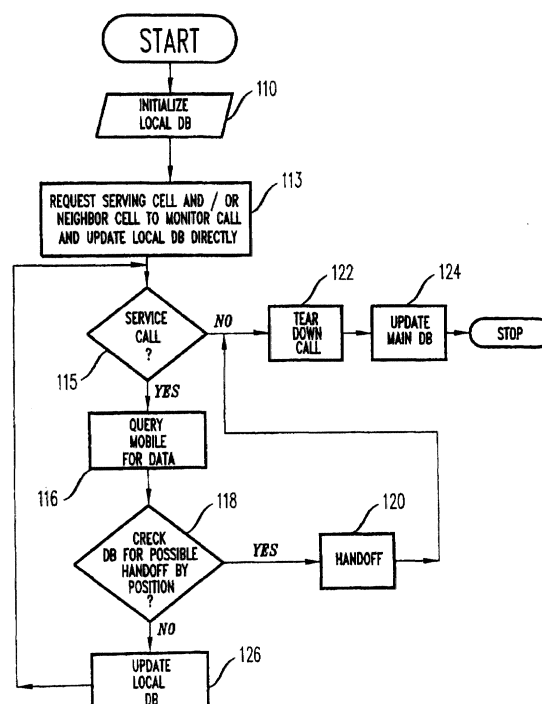 START
INITIALIZE
LOCAL DB
110
REQUEST SERVING CELL AND / OR
NEIGHBOR CELL TO MONITOR CALL
AND UPDATE LOCAL DB DIRECTLY
113
SERVICE
CALL
?
115
NO
YES
TEAR
DOWN
CALL
122
UPDATE
MAIN DB
124
STOP
QUERY
MOBILE
FOR DATA
116
CRECK
DB FOR POSSIBLE
HANDOFF BY
POSITION
?
118
YES
NO
HANDOFF
120
UPDATE
LOCAL
DB
126